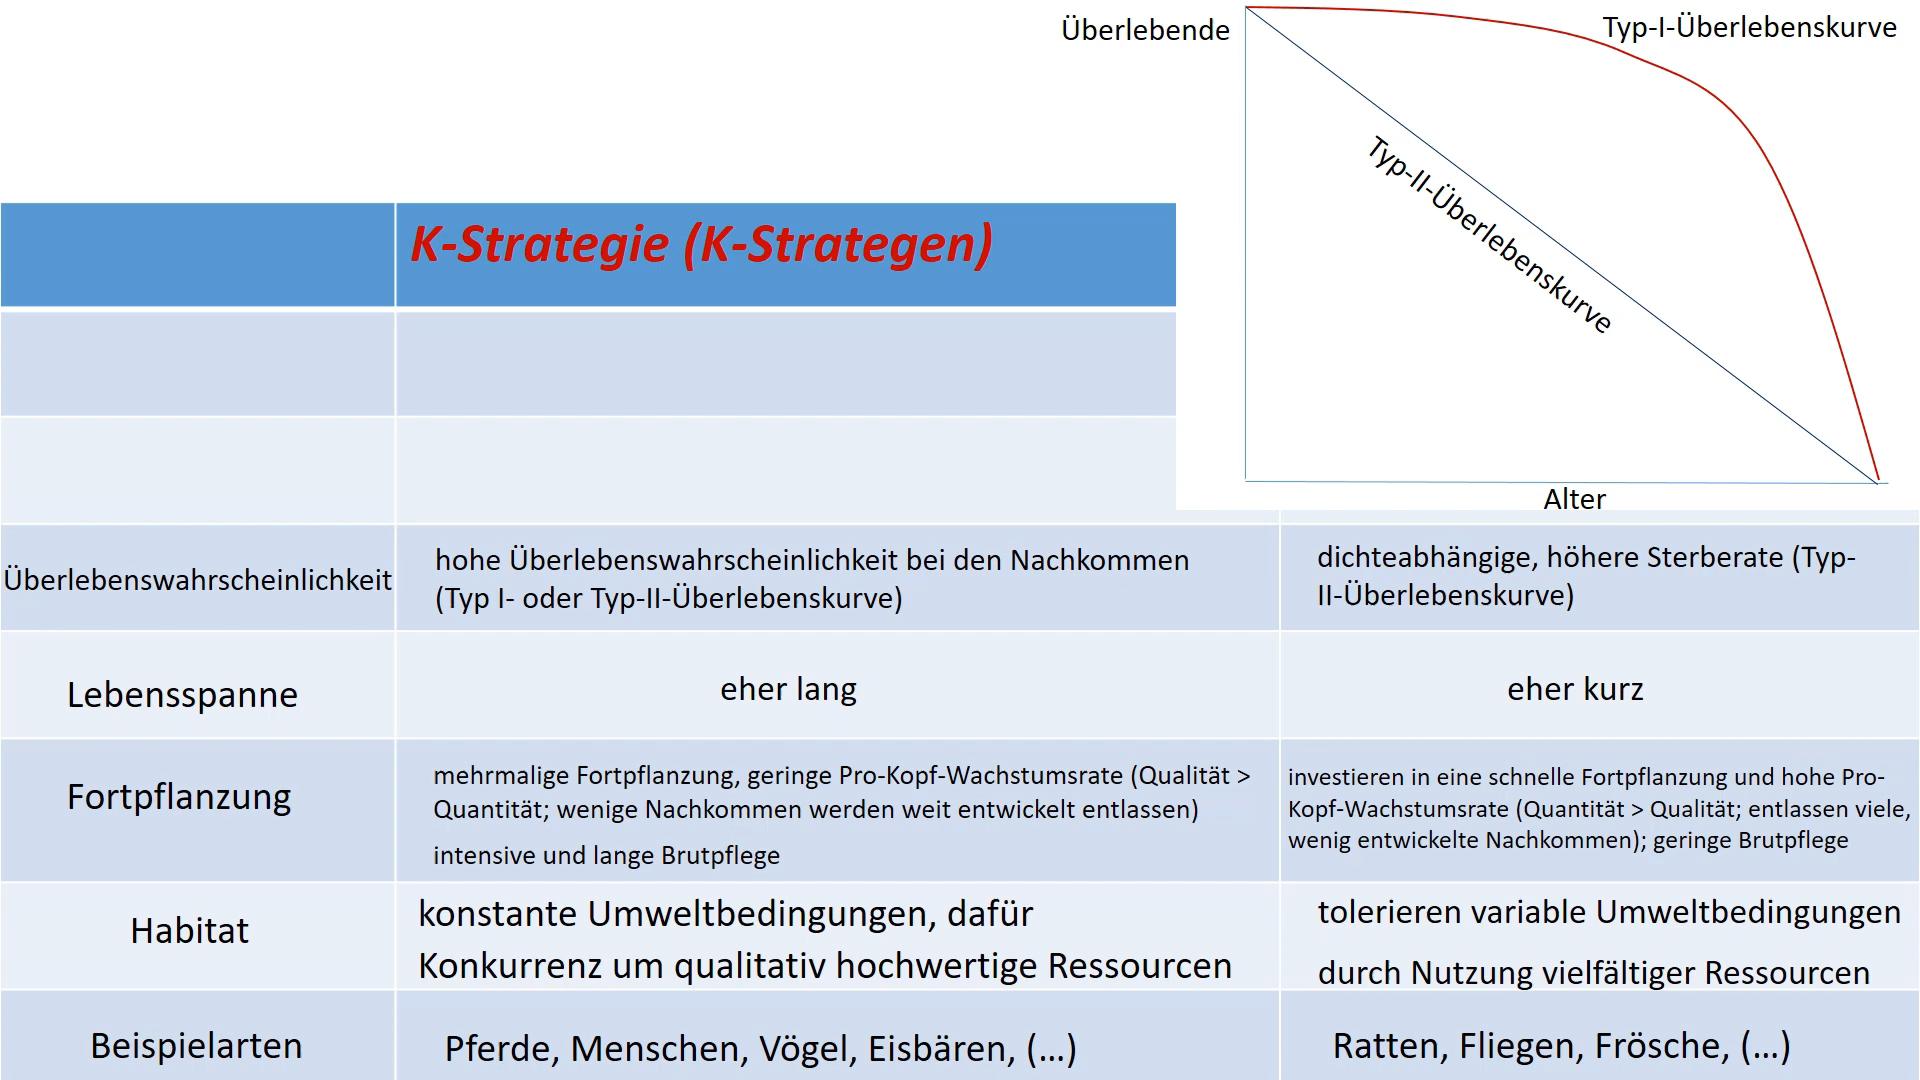 Überlebende
Typ-I-Überlebenskurve
Typ-II-Überlebenskurve
Alter
K-Strategie (K-Strategen)
Überlebenswahrscheinlichkeit
hohe Überlebenswahrscheinlichkeit bei den Nachkommen
(Typ I- oder Typ-II-Überlebenskurve)
dichteabhängige, höhere Sterberate (Typ-
II-Überlebenskurve)
Lebensspanne
eher lang
eher kurz
Fortpflanzung
mehrmalige Fortpflanzung, geringe Pro-Kopf-Wachstumsrate (Qualität >
Quantität; wenige Nachkommen werden weit entwickelt entlassen)
intensive und lange Brutpflege
investieren in eine schnelle Fortpflanzung und hohe Pro-
Kopf-Wachstumsrate (Quantität > Qualität; entlassen viele,
wenig entwickelte Nachkommen); geringe Brutpflege
Habitat
konstante Umweltbedingungen, dafür
Konkurrenz um qualitativ hochwertige Ressourcen
tolerieren variable Umweltbedingungen
durch Nutzung vielfältiger Ressourcen
Beispielarten
Pferde, Menschen, Vögel, Eisbären, (...)
Ratten, Fliegen, Frösche, (...)